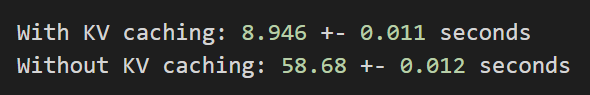 With KV caching: 8.946 +- 0.011 seconds
Without KV caching: 58.68 +- 0.012 seconds